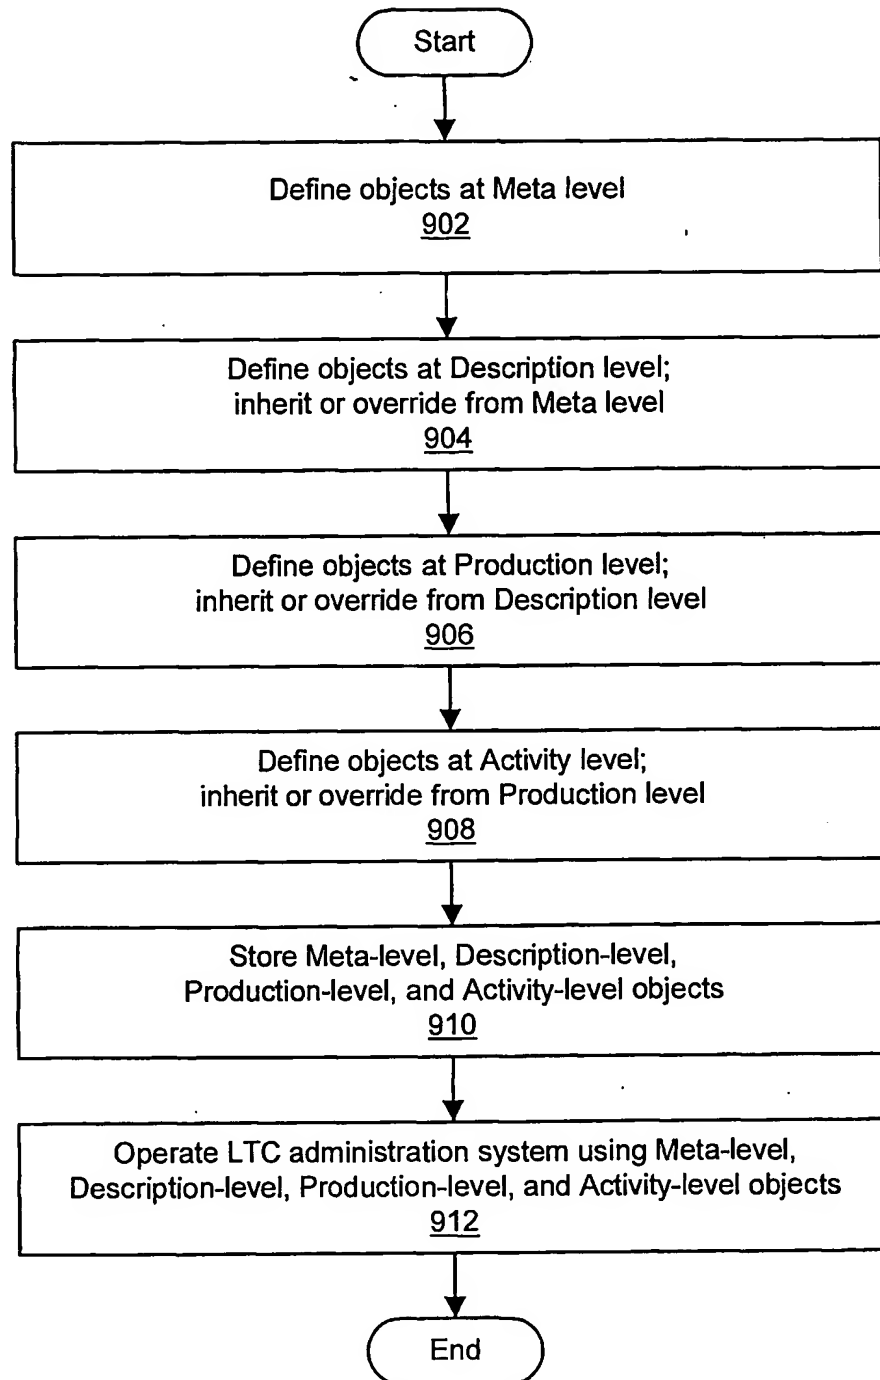 Start
Define objects at Meta level
902
Define objects at Description level;
inherit or override from Meta level
904
Define objects at Production level;
inherit or override from Description level
906
Define objects at Activity level;
inherit or override from Production level
908
Store Meta-level, Description-level,
Production-level, and Activity-level objects
910
Operate LTC administration system using Meta-level,
Description-level, Production-level, and Activity-level objects
912
End